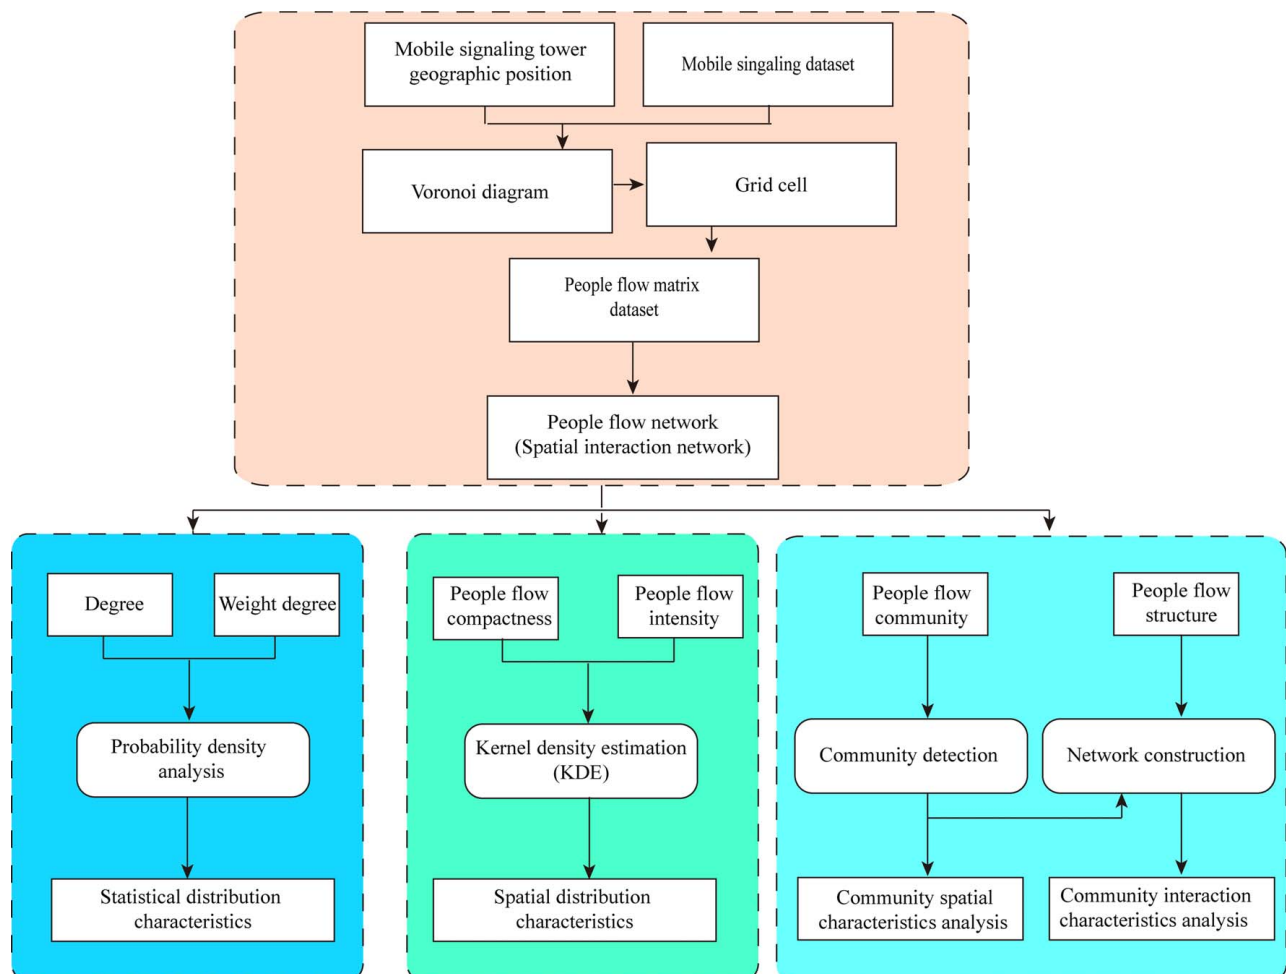 Mobile signaling tower
geographic position
Mobile singaling dataset
Voronoi diagram
Grid cell
People flow matrix
dataset
People flow network
(Spatial interaction network)
Degree
Weight degree
Probability density
analysis
Statistical distribution
characteristics
People flow
compactness
People flow
intensity
Kernel density estimation
(KDE)
Spatial distribution
characteristics
People flow
community
People flow
structure
Community detection
Network construction
Community spatial
characteristics analysis
Community interaction
characteristics analysis